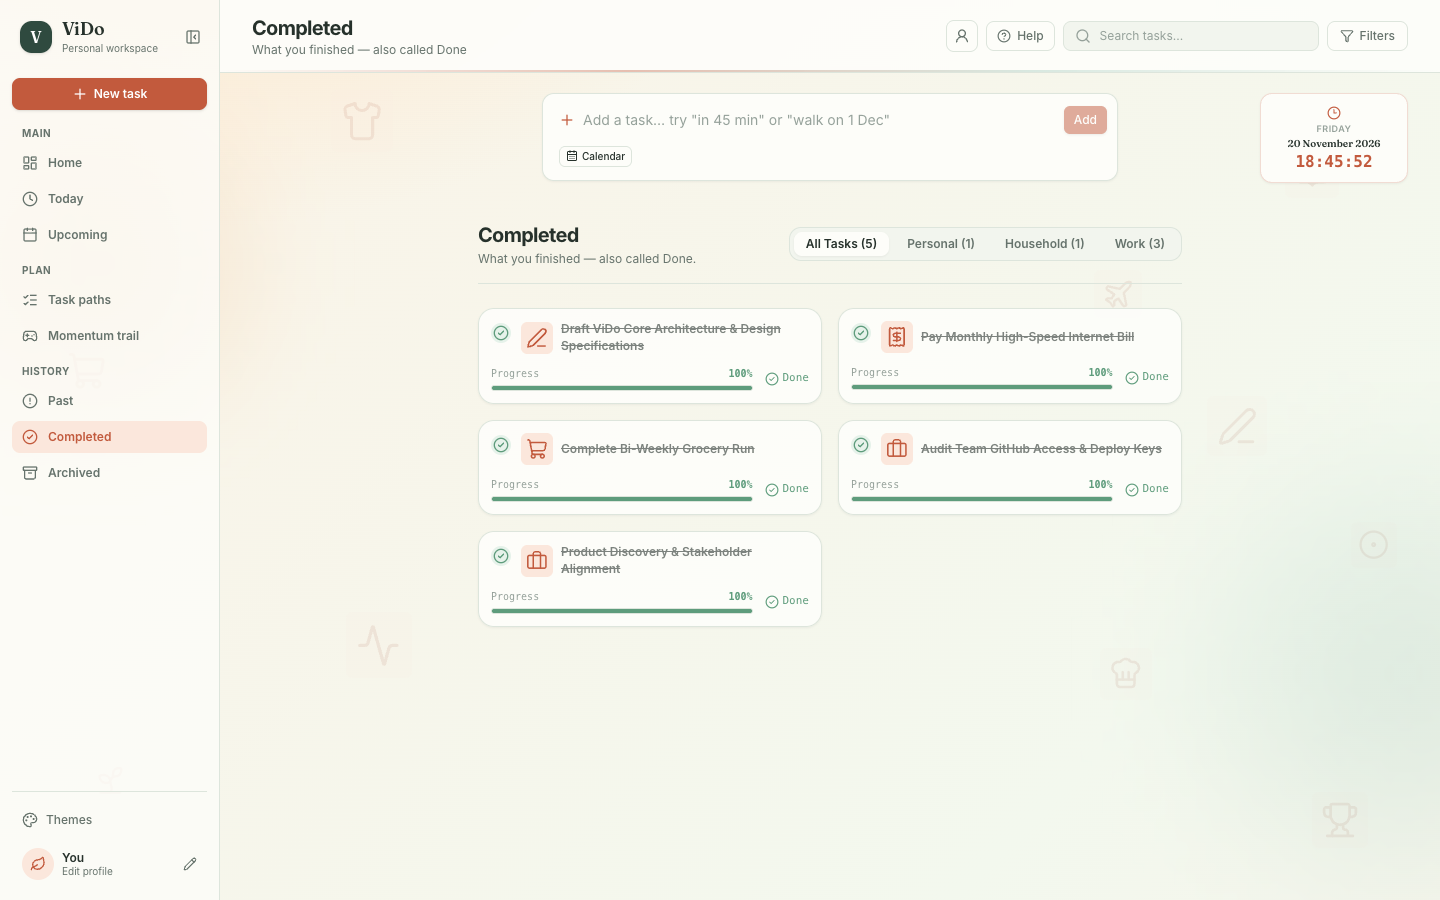 V
ViDo
Personal workspace
New task
MAIN
Home
Today
Upcoming
PLAN
Task paths
Momentum trail
HISTORY
Past
Completed
Archived
Themes
You
Edit profile
Completed
What you finished — also called Done
Help
Search tasks...
Filters
Add a task... try "in 45 min" or "walk on 1 Dec"
Add
Calendar
FRIDAY
20 November 2026
18:45:52
Completed
What you finished — also called Done.
All Tasks (5)
Personal (1)
Household (1)
Work (3)
Draft ViDo Core Architecture & Design
Specifications
Progress
100%
Done
Pay Monthly High-Speed Internet Bill
Progress
100%
Done
Complete Bi-Weekly Grocery Run
Progress
100%
Done
Audit Team GitHub Access & Deploy Keys
Progress
100%
Done
Product Discovery & Stakeholder
Alignment
Progress
100%
Done